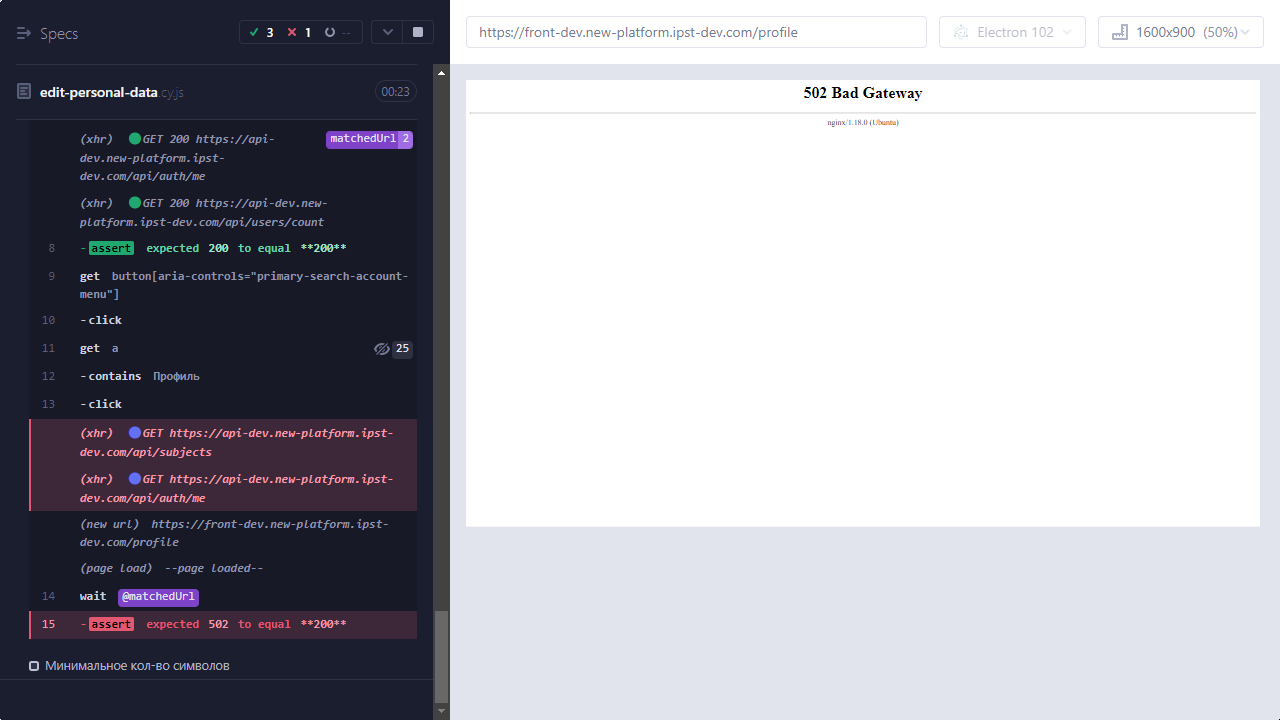 Specs
3 1 --
edit-personal-data.cy.js 00:23
(xhr) GET 200 https://api- matchedUrl 2
dev.new-platform.ipst-
dev.com/api/auth/me
(xhr) GET 200 https://api-dev.new-
platform.ipst-dev.com/api/users/count
8 -assert expected 200 to equal **200**
9 get button[aria-controls="primary-search-account-
menu"]
10 -click
11 get a 25
12 -contains Профиль
13 -click
(xhr) GET https://api-dev.new-platform.ipst-
dev.com/api/subjects
(xhr) GET https://api-dev.new-platform.ipst-
dev.com/api/auth/me
(new url) https://front-dev.new-platform.ipst-
dev.com/profile
(page load) --page loaded--
14 wait @matchedUrl
15 -assert expected 502 to equal **200**
Минимальное кол-во символов
https://front-dev.new-platform.ipst-dev.com/profile
Electron 102
1600x900 (50%)
502 Bad Gateway
nginx/1.18.0 (Ubuntu)